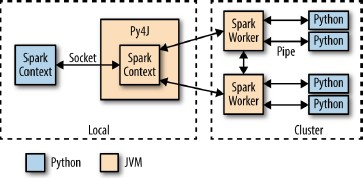 Py4J
Spark
Context
Socket
Spark
Context
Spark
Worker
Python
Python
Pipe
Spark
Worker
Python
Python
Local
Cluster
Python
JVM